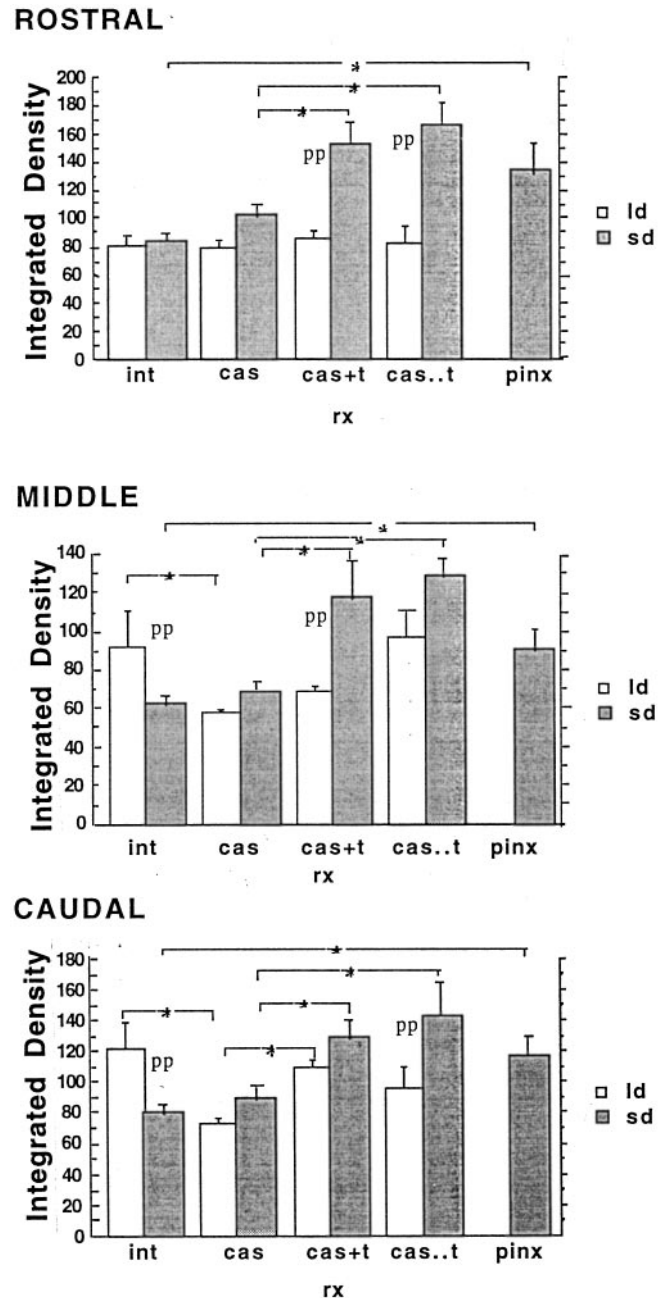 ROSTRAL
Integrated Density
200
180
160
140
120
100
80
60
40
20
0
*
*
*
pp
pp
int cas cas+t cas..t pinx
rx
ld
sd
MIDDLE
Integrated Density
140
120
100
80
60
40
20
0
*
*
*
*
pp
pp
int cas cas+t cas..t pinx
rx
ld
sd
CAUDAL
Integrated Density
180
160
140
120
100
80
60
40
20
0
*
*
*
*
*
pp
pp
int cas cas+t cas..t pinx
rx
ld
sd